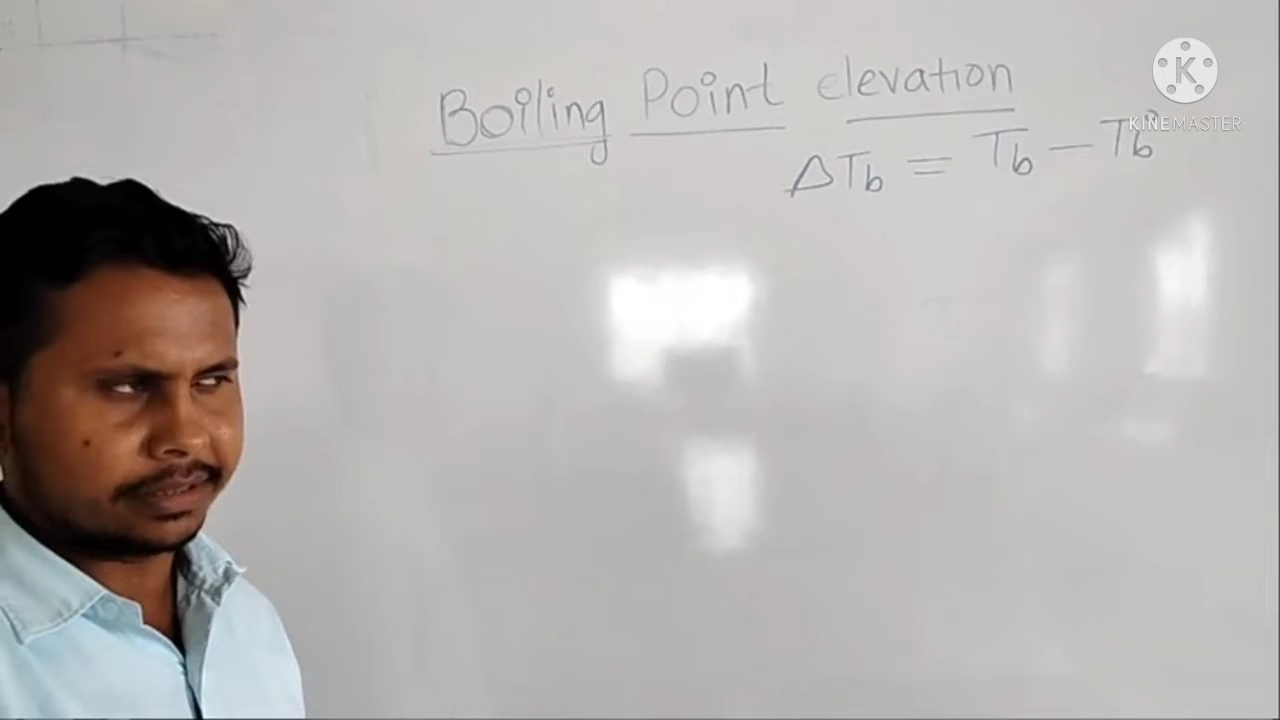 Boiling Point elevation
ΔTb = Tb − Tb°
K
KINEMASTER